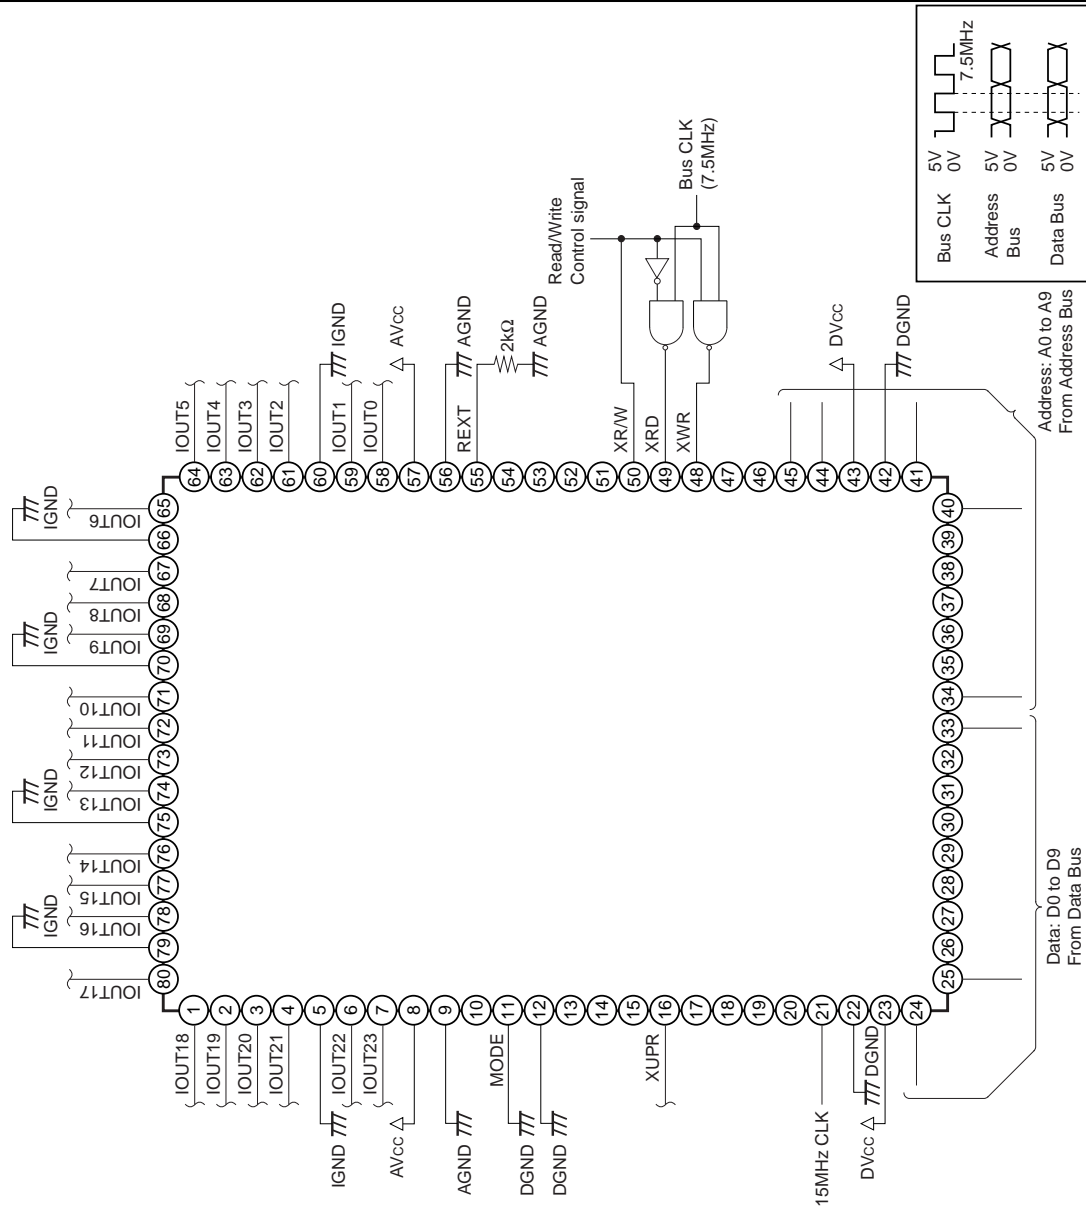 IOUT6
IGND
IOUT7
IOUT8
IOUT9
IGND
IOUT10
IOUT11
IOUT12
IOUT13
IGND
IOUT14
IOUT15
IOUT16
IGND
IOUT17
65
66
67
68
69
70
71
72
73
74
75
76
77
78
79
80
IOUT5
IOUT4
IOUT3
IOUT2
IGND
IOUT1
IOUT0
AVcc
AGND
REXT
2kΩ
AGND
Read/Write
Control signal
Bus CLK
(7.5MHz)
XR/W
XRD
XWR
DVcc
DGND
64
63
62
61
60
59
58
57
56
55
54
53
52
51
50
49
48
47
46
45
44
43
42
41
Address: A0 to A9
From Address Bus
40
39
38
37
36
35
34
33
32
31
30
29
28
27
26
25
Data: D0 to D9
From Data Bus
1
2
3
4
5
6
7
8
9
10
11
12
13
14
15
16
17
18
19
20
21
22
23
24
IOUT18
IOUT19
IOUT20
IOUT21
IGND
IOUT22
IOUT23
AVcc
AGND
MODE
DGND
DGND
XUPR
15MHz CLK
DGND
DVcc
Bus CLK
5V
0V
7.5MHz
Address
Bus
5V
0V
Data Bus
5V
0V